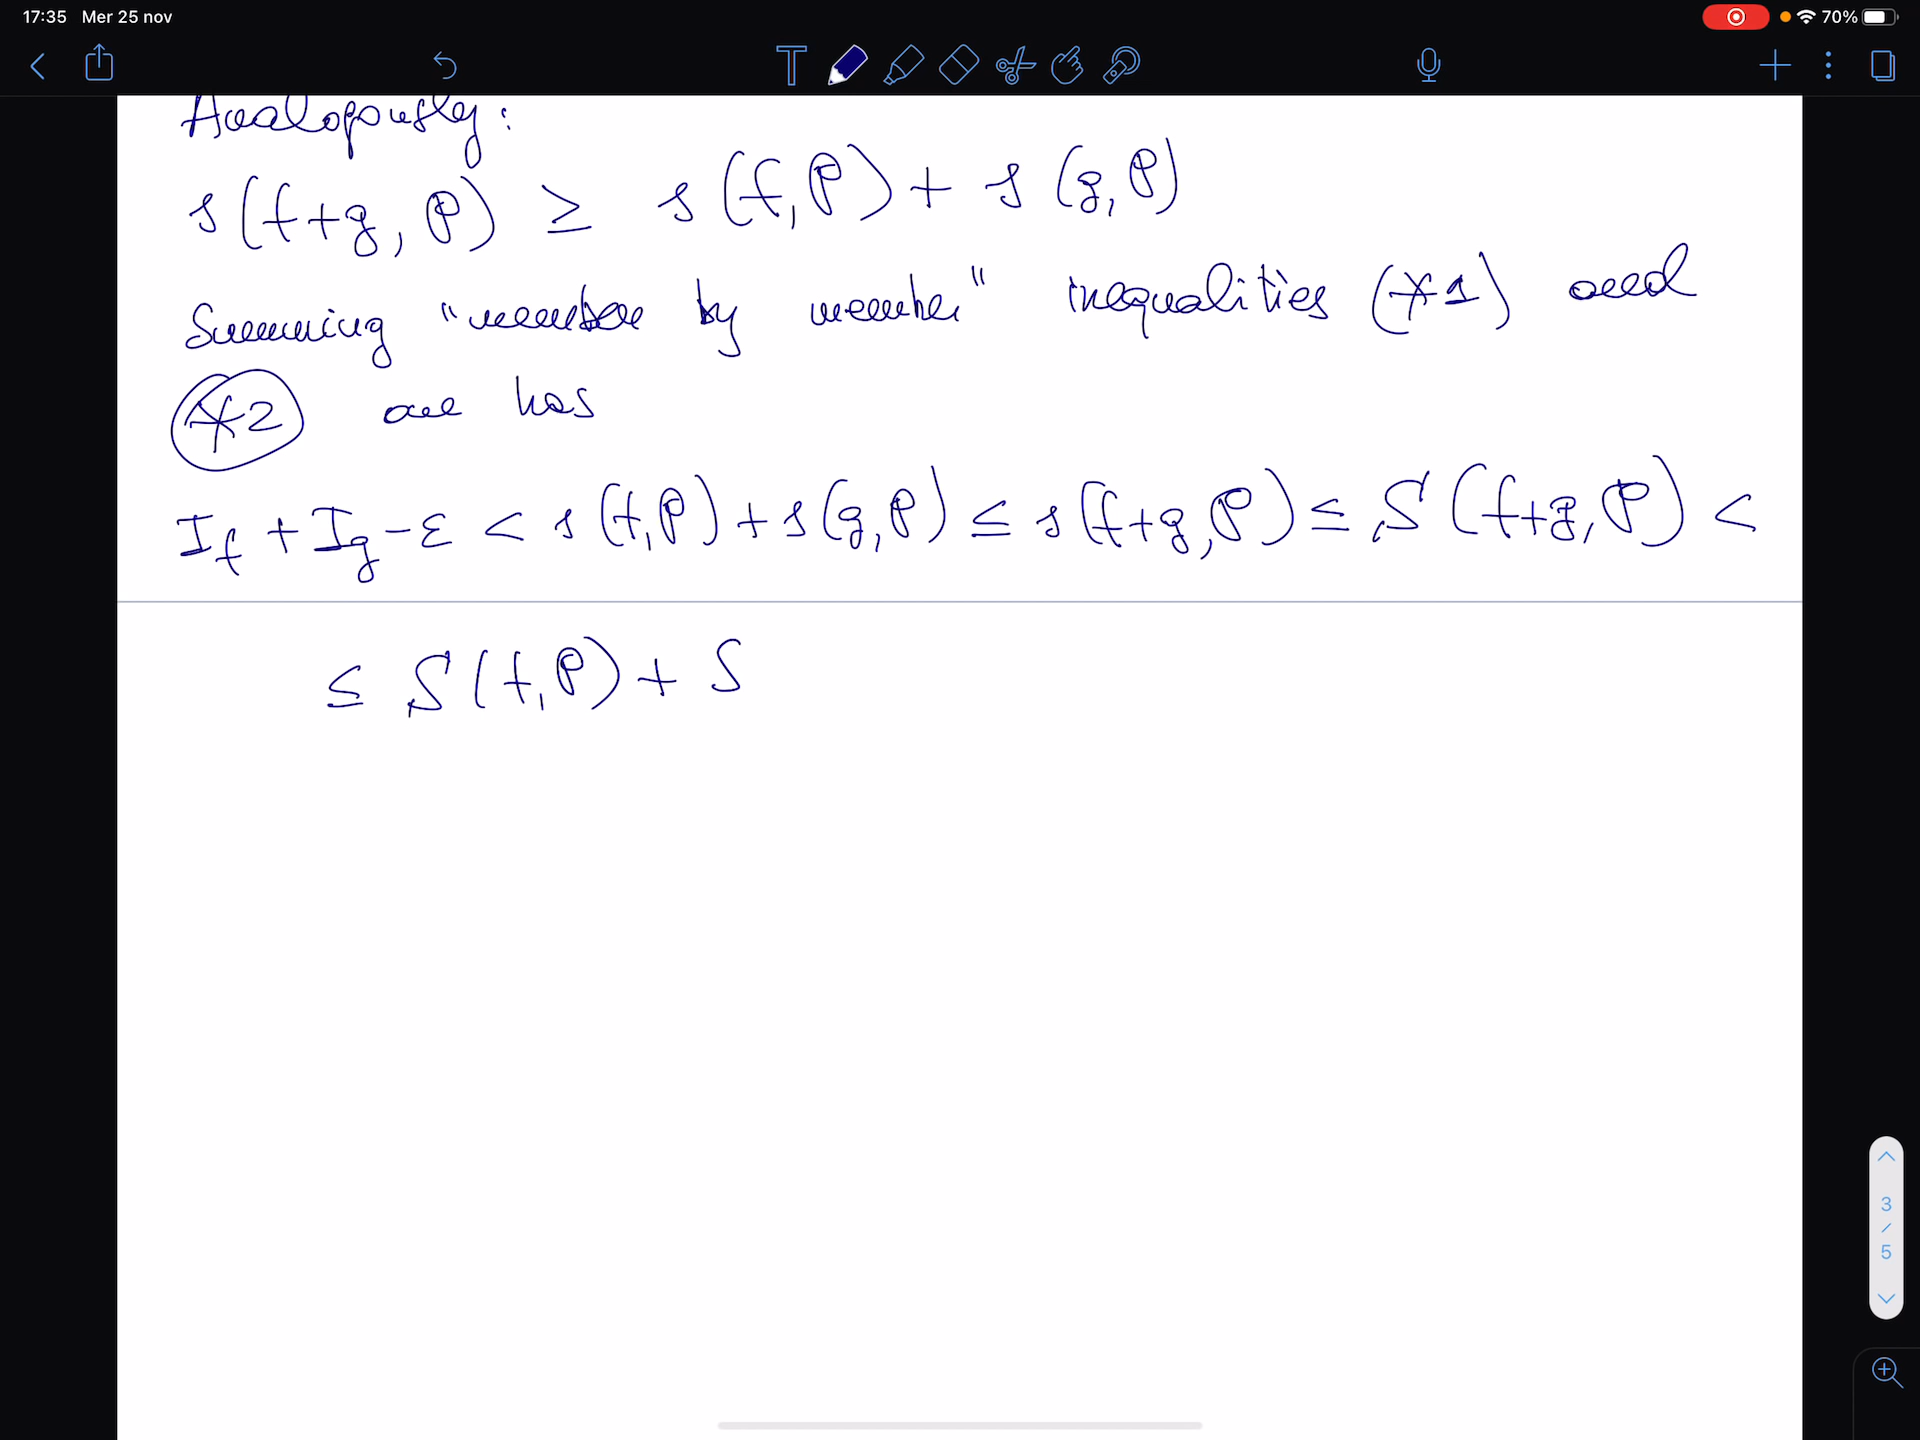 17:35 Mer 25 nov 70%
T
Analogously:
s(f+g, P) ≥ s(f,P) + s(g,P)
Summing "member by member" inequalities (*1) and
*2 one has
I_f + I_g - ε < s(f,P) + s(g,P) ≤ s(f+g,P) ≤ S(f+g,P) <
≤ S(f,P) + S
3
/
5